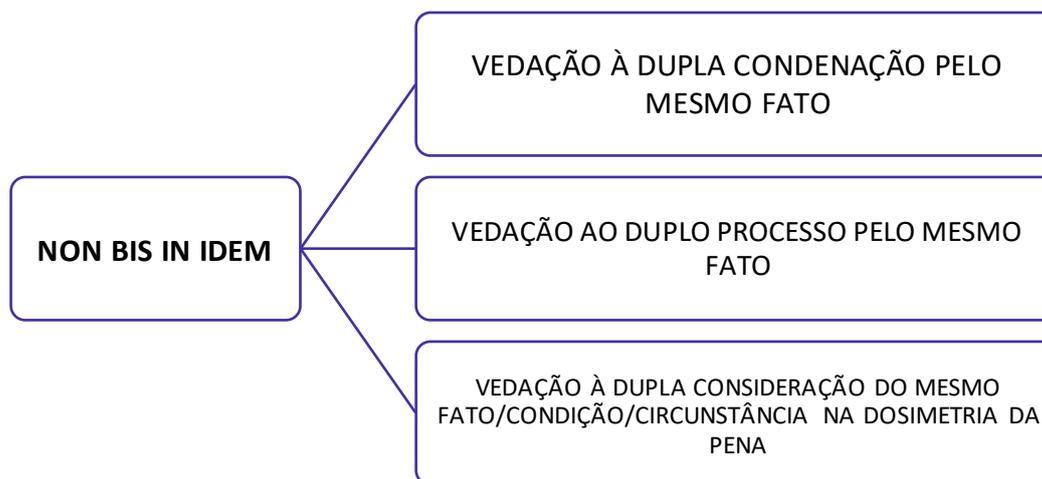 VEDAÇÃO À DUPLA CONDENAÇÃO PELO
MESMO FATO
NON BIS IN IDEM
VEDAÇÃO AO DUPLO PROCESSO PELO MESMO
FATO
VEDAÇÃO À DUPLA CONSIDERAÇÃO DO MESMO
FATO/CONDIÇÃO/CIRCUNSTÂNCIA NA DOSIMETRIA DA
PENA